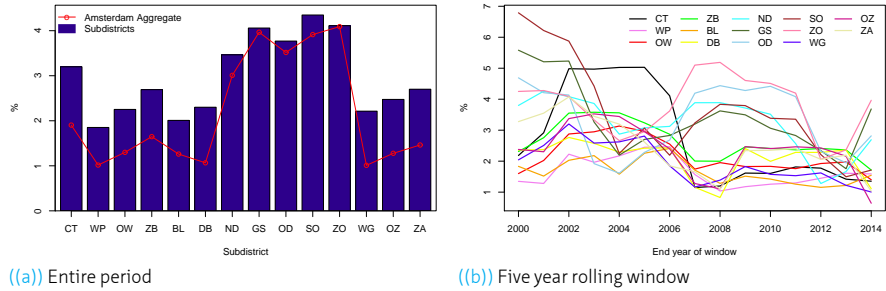 Amsterdam Aggregate
Subdistricts
%
0
1
2
3
4
CT WP OW ZB BL DB ND GS OD SO ZO WG OZ ZA
Subdistrict
((a)) Entire period
CT ZB ND SO OZ
WP BL GS ZO ZA
OW DB OD WG
%
7
6
5
4
3
2
1
2000 2002 2004 2006 2008 2010 2012 2014
End year of window
((b)) Five year rolling window